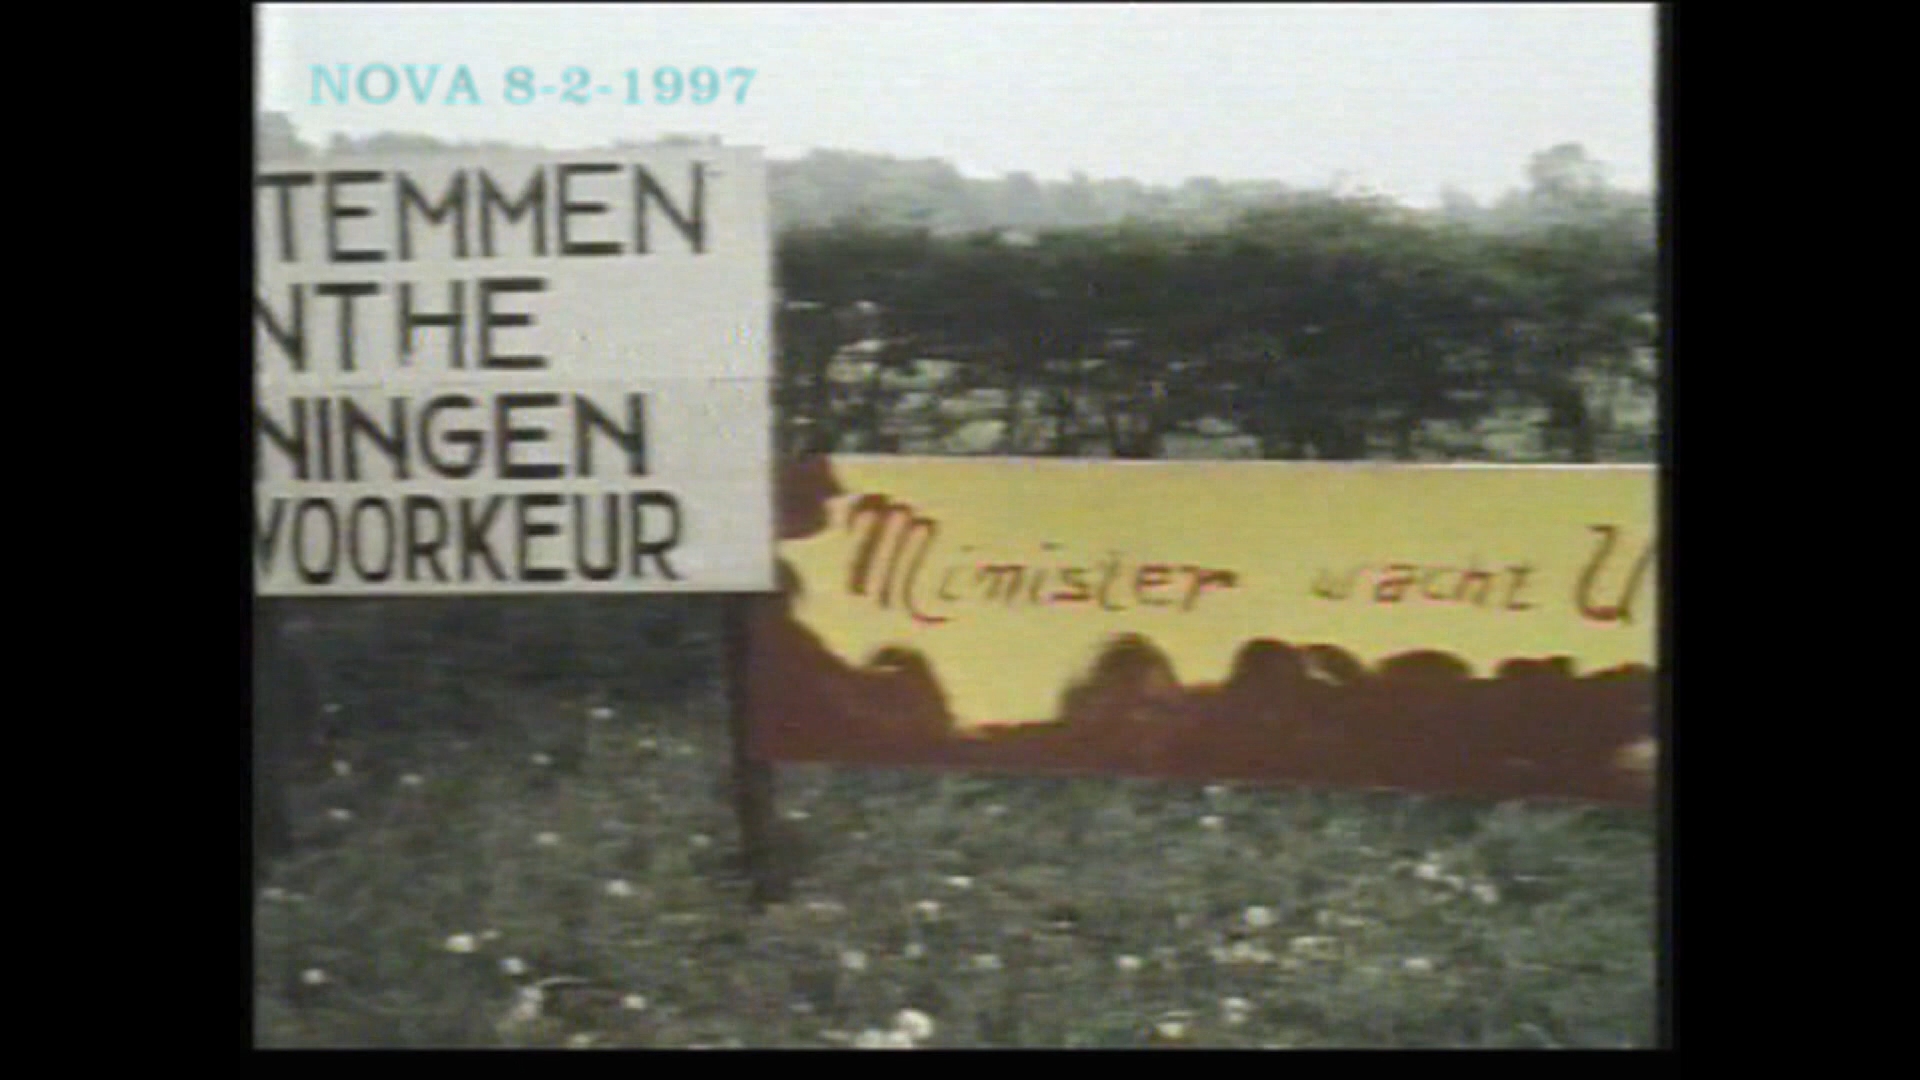 NOVA 8-2-1997
TEMMEN
NTHE
NINGEN
VOORKEUR
Minister wacht U